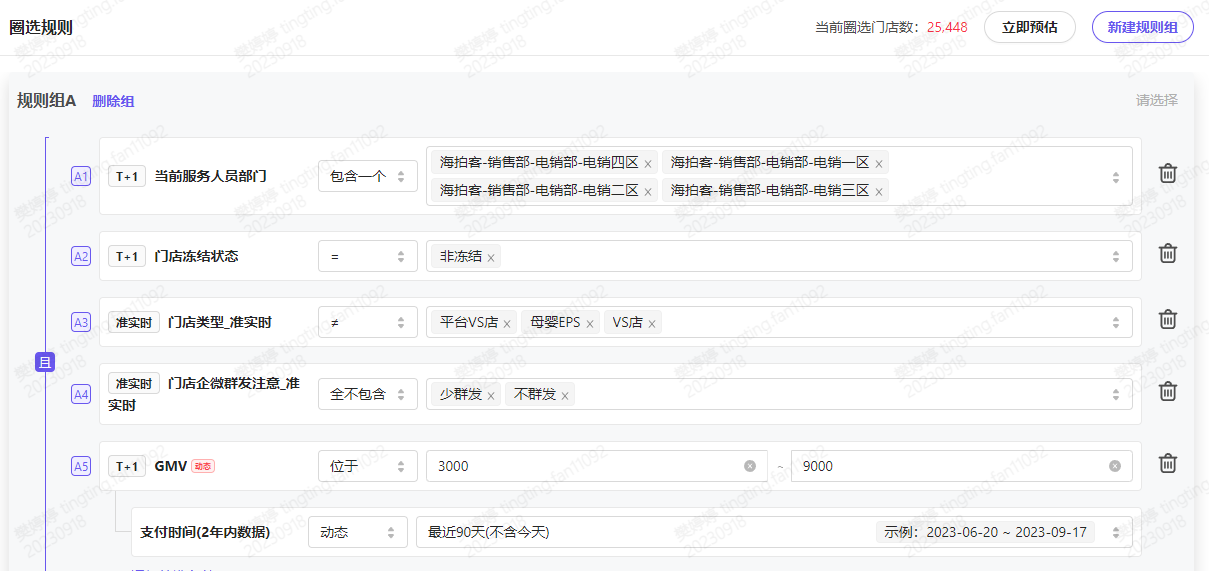 圈选规则 当前圈选门店数：25,448 立即预估 新建规则组
规则组A 删除组 请选择
A1 T+1 当前服务人员部门 包含一个 海拍客-销售部-电销部-电销四区 x 海拍客-销售部-电销部-电销一区 x
海拍客-销售部-电销部-电销二区 x 海拍客-销售部-电销部-电销三区 x
A2 T+1 门店冻结状态 = 非冻结 x
A3 准实时 门店类型_准实时 ≠ 平台VS店 x 母婴EPS x VS店 x
且
A4 准实时 门店企微群发注意_准
实时 全不包含 少群发 x 不群发 x
A5 T+1 GMV 动态 位于 3000 ~ 9000
支付时间(2年内数据) 动态 最近90天(不含今天) 示例：2023-06-20 ~ 2023-09-17